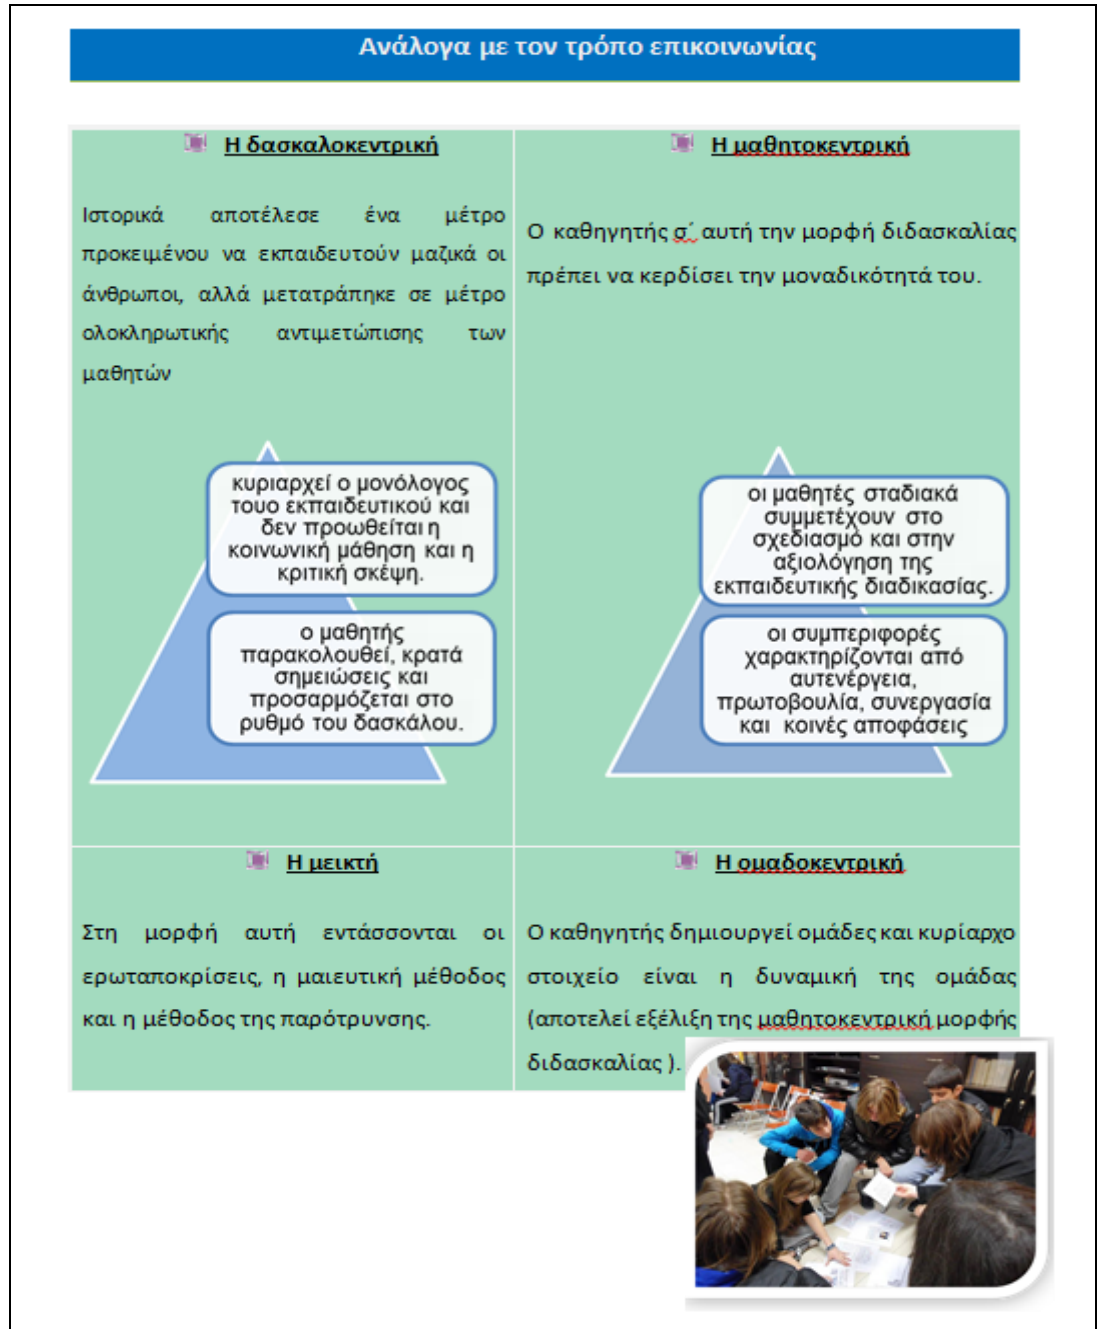 Ανάλογα με τον τρόπο επικοινωνίας
Η δασκαλοκεντρική
Ιστορικά αποτέλεσε ένα μέτρο
προκειμένου να εκπαιδευτούν μαζικά οι
άνθρωποι, αλλά μετατράπηκε σε μέτρο
ολοκληρωτικής αντιμετώπισης των
μαθητών
κυριαρχεί ο μονόλογος
τουο εκπαιδευτικού και
δεν προωθείται η
κοινωνική μάθηση και η
κριτική σκέψη.
ο μαθητής
παρακολουθεί, κρατά
σημειώσεις και
προσαρμόζεται στο
ρυθμό του δασκάλου.
Η μαθητοκεντρική
Ο καθηγητής σ΄ αυτή την μορφή διδασκαλίας
πρέπει να κερδίσει την μοναδικότητά του.
οι μαθητές σταδιακά
συμμετέχουν στο
σχεδιασμό και στην
αξιολόγηση της
εκπαιδευτικής διαδικασίας.
οι συμπεριφορές
χαρακτηρίζονται από
αυτενέργεια,
πρωτοβουλία, συνεργασία
και κοινές αποφάσεις
Η μεικτή
Στη μορφή αυτή εντάσσονται οι
ερωταποκρίσεις, η μαιευτική μέθοδος
και η μέθοδος της παρότρυνσης.
Η ομαδοκεντρική
Ο καθηγητής δημιουργεί ομάδες και κυρίαρχο
στοιχείο είναι η δυναμική της ομάδας
(αποτελεί εξέλιξη της μαθητοκεντρική μορφής
διδασκαλίας ).